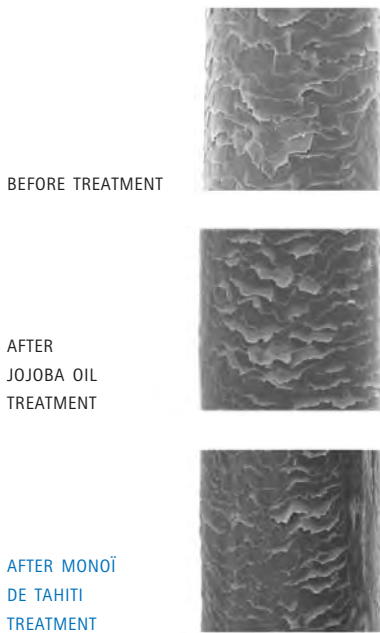 BEFORE TREATMENT
AFTER
JOJOBA OIL
TREATMENT
AFTER MONOÏ
DE TAHITI
TREATMENT